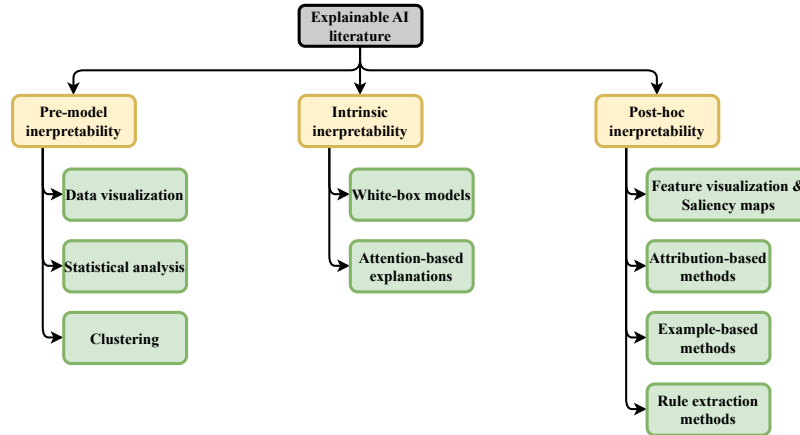 Explainable AI
literature
Pre-model
inerpretability
Intrinsic
inerpretability
Post-hoc
inerpretability
Data visualization
White-box models
Feature visualization &
Saliency maps
Statistical analysis
Attention-based
explanations
Attribution-based
methods
Clustering
Example-based
methods
Rule extraction
methods